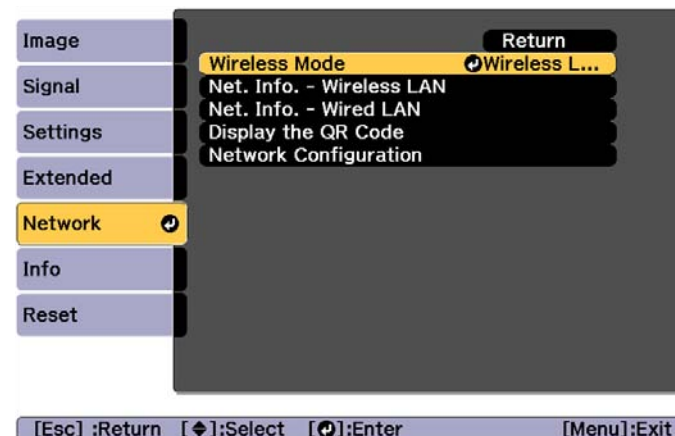 Image
Signal
Settings
Extended
Network
Info
Reset
Return
Wireless Mode Wireless L...
Net. Info. - Wireless LAN
Net. Info. - Wired LAN
Display the QR Code
Network Configuration
[Esc] :Return [◆]:Select [↵]:Enter [Menu]:Exit